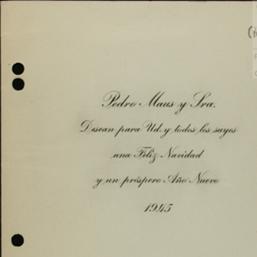 Pedro Maus y Sra.
Desean para Ud. y todos los suyos
una Feliz Navidad
y un próspero Año Nuevo
1945